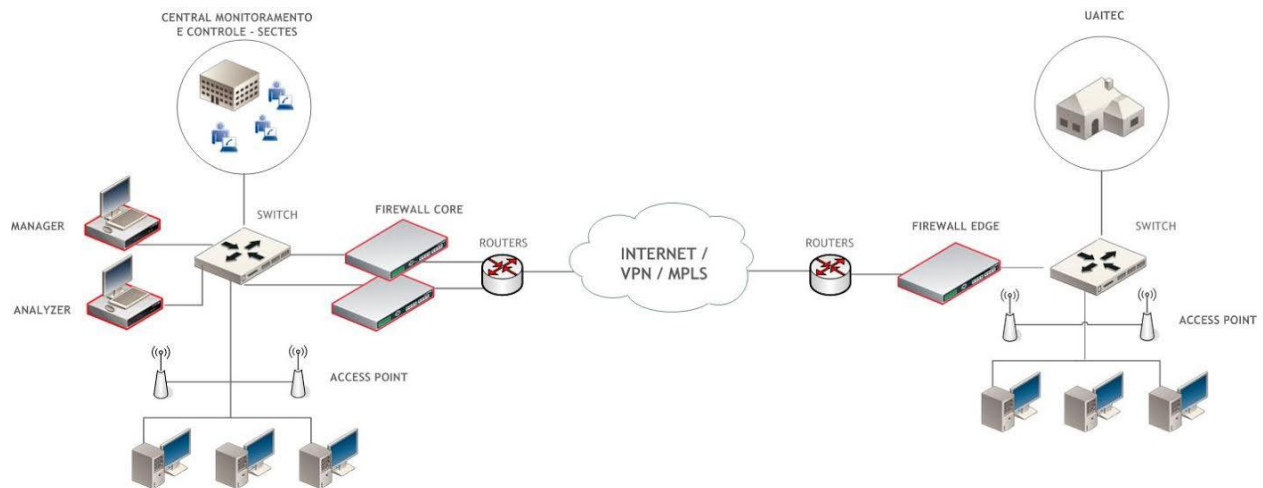 CENTRAL MONITORAMENTO
E CONTROLE - SECTES
UAITEC
MANAGER
SWITCH
FIREWALL CORE
ROUTERS
INTERNET /
VPN / MPLS
ROUTERS
FIREWALL EDGE
SWITCH
ANALYZER
ACCESS POINT
ACCESS POINT